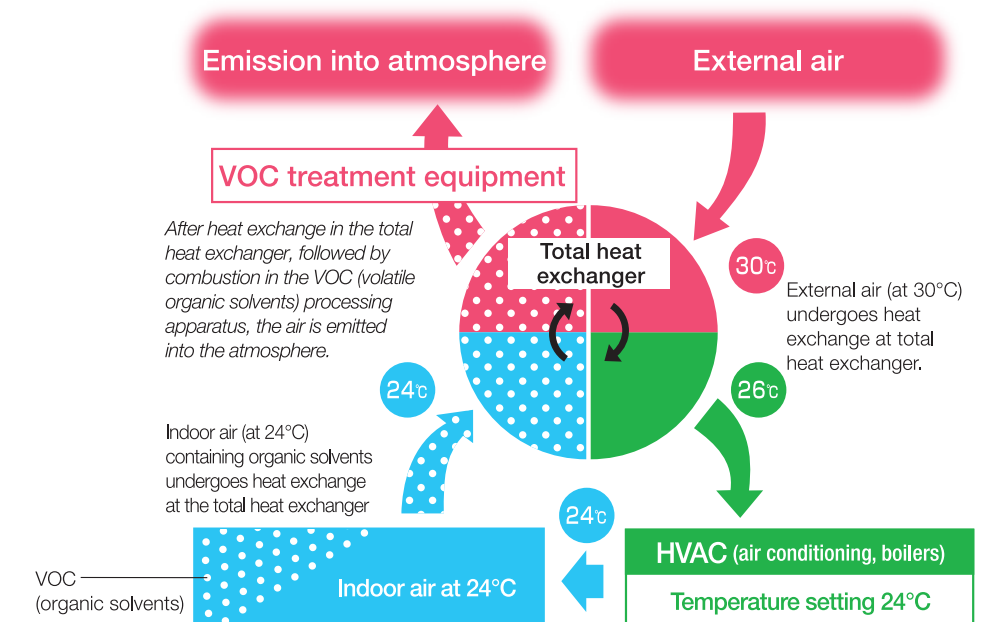 Emission into atmosphere
External air
VOC treatment equipment
After heat exchange in the total
heat exchanger, followed by
combustion in the VOC (volatile
organic solvents) processing
apparatus, the air is emitted
into the atmosphere.
Total heat
exchanger
30℃
External air (at 30°C)
undergoes heat
exchange at total
heat exchanger.
24℃
26℃
Indoor air (at 24°C)
containing organic solvents
undergoes heat exchange
at the total heat exchanger
24℃
HVAC (air conditioning, boilers)
Temperature setting 24°C
Indoor air at 24°C
VOC
(organic solvents)